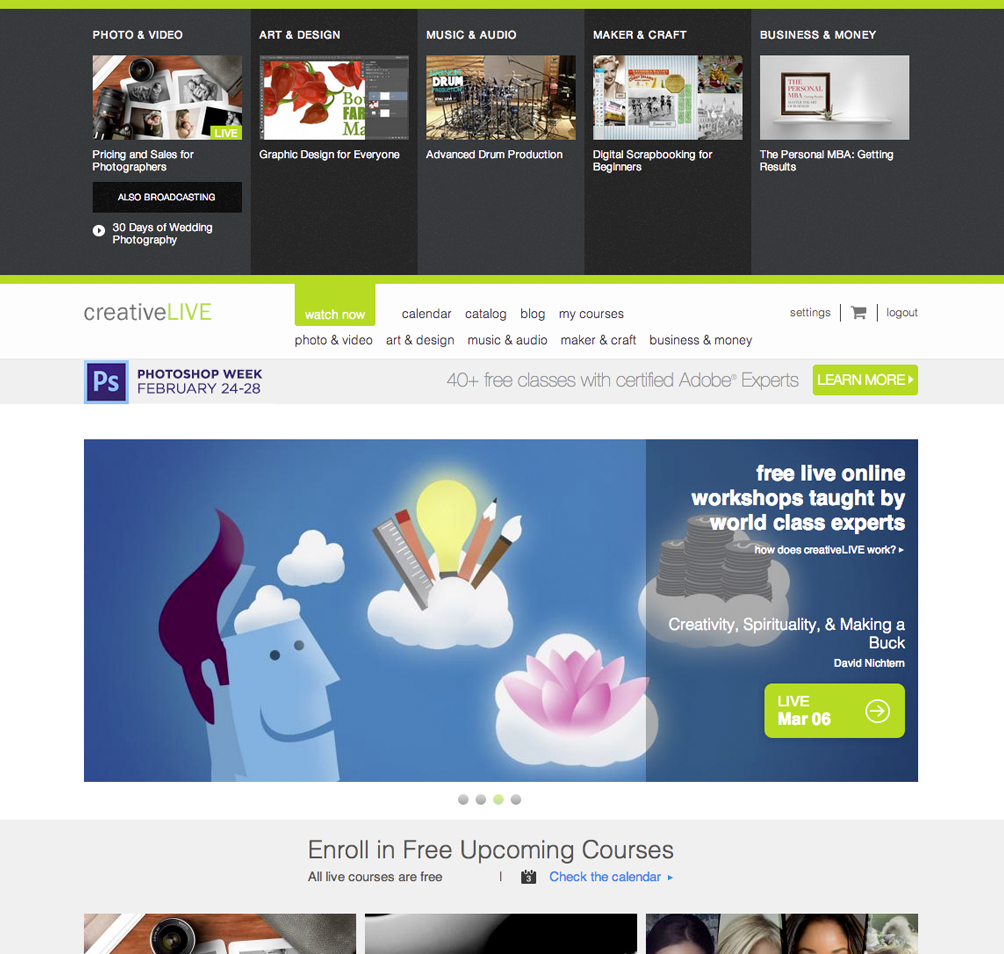 PHOTO & VIDEO
LIVE
Pricing and Sales for
Photographers
ALSO BROADCASTING
30 Days of Wedding
Photography
ART & DESIGN
Graphic Design for Everyone
MUSIC & AUDIO
DRUM
Advanced Drum Production
MAKER & CRAFT
Digital Scrapbooking for
Beginners
BUSINESS & MONEY
THE
PERSONAL
MBA
The Personal MBA: Getting
Results
creativeLIVE
watch now
calendar catalog blog my courses
settings
logout
photo & video art & design music & audio maker & craft business & money
Ps
PHOTOSHOP WEEK
FEBRUARY 24-28
40+ free classes with certified Adobe® Experts
LEARN MORE
free live online
workshops taught by
world class experts
how does creativeLIVE work?
Creativity, Spirituality, & Making a
Buck
David Nichtern
LIVE
Mar 06
Enroll in Free Upcoming Courses
All live courses are free | 3 Check the calendar